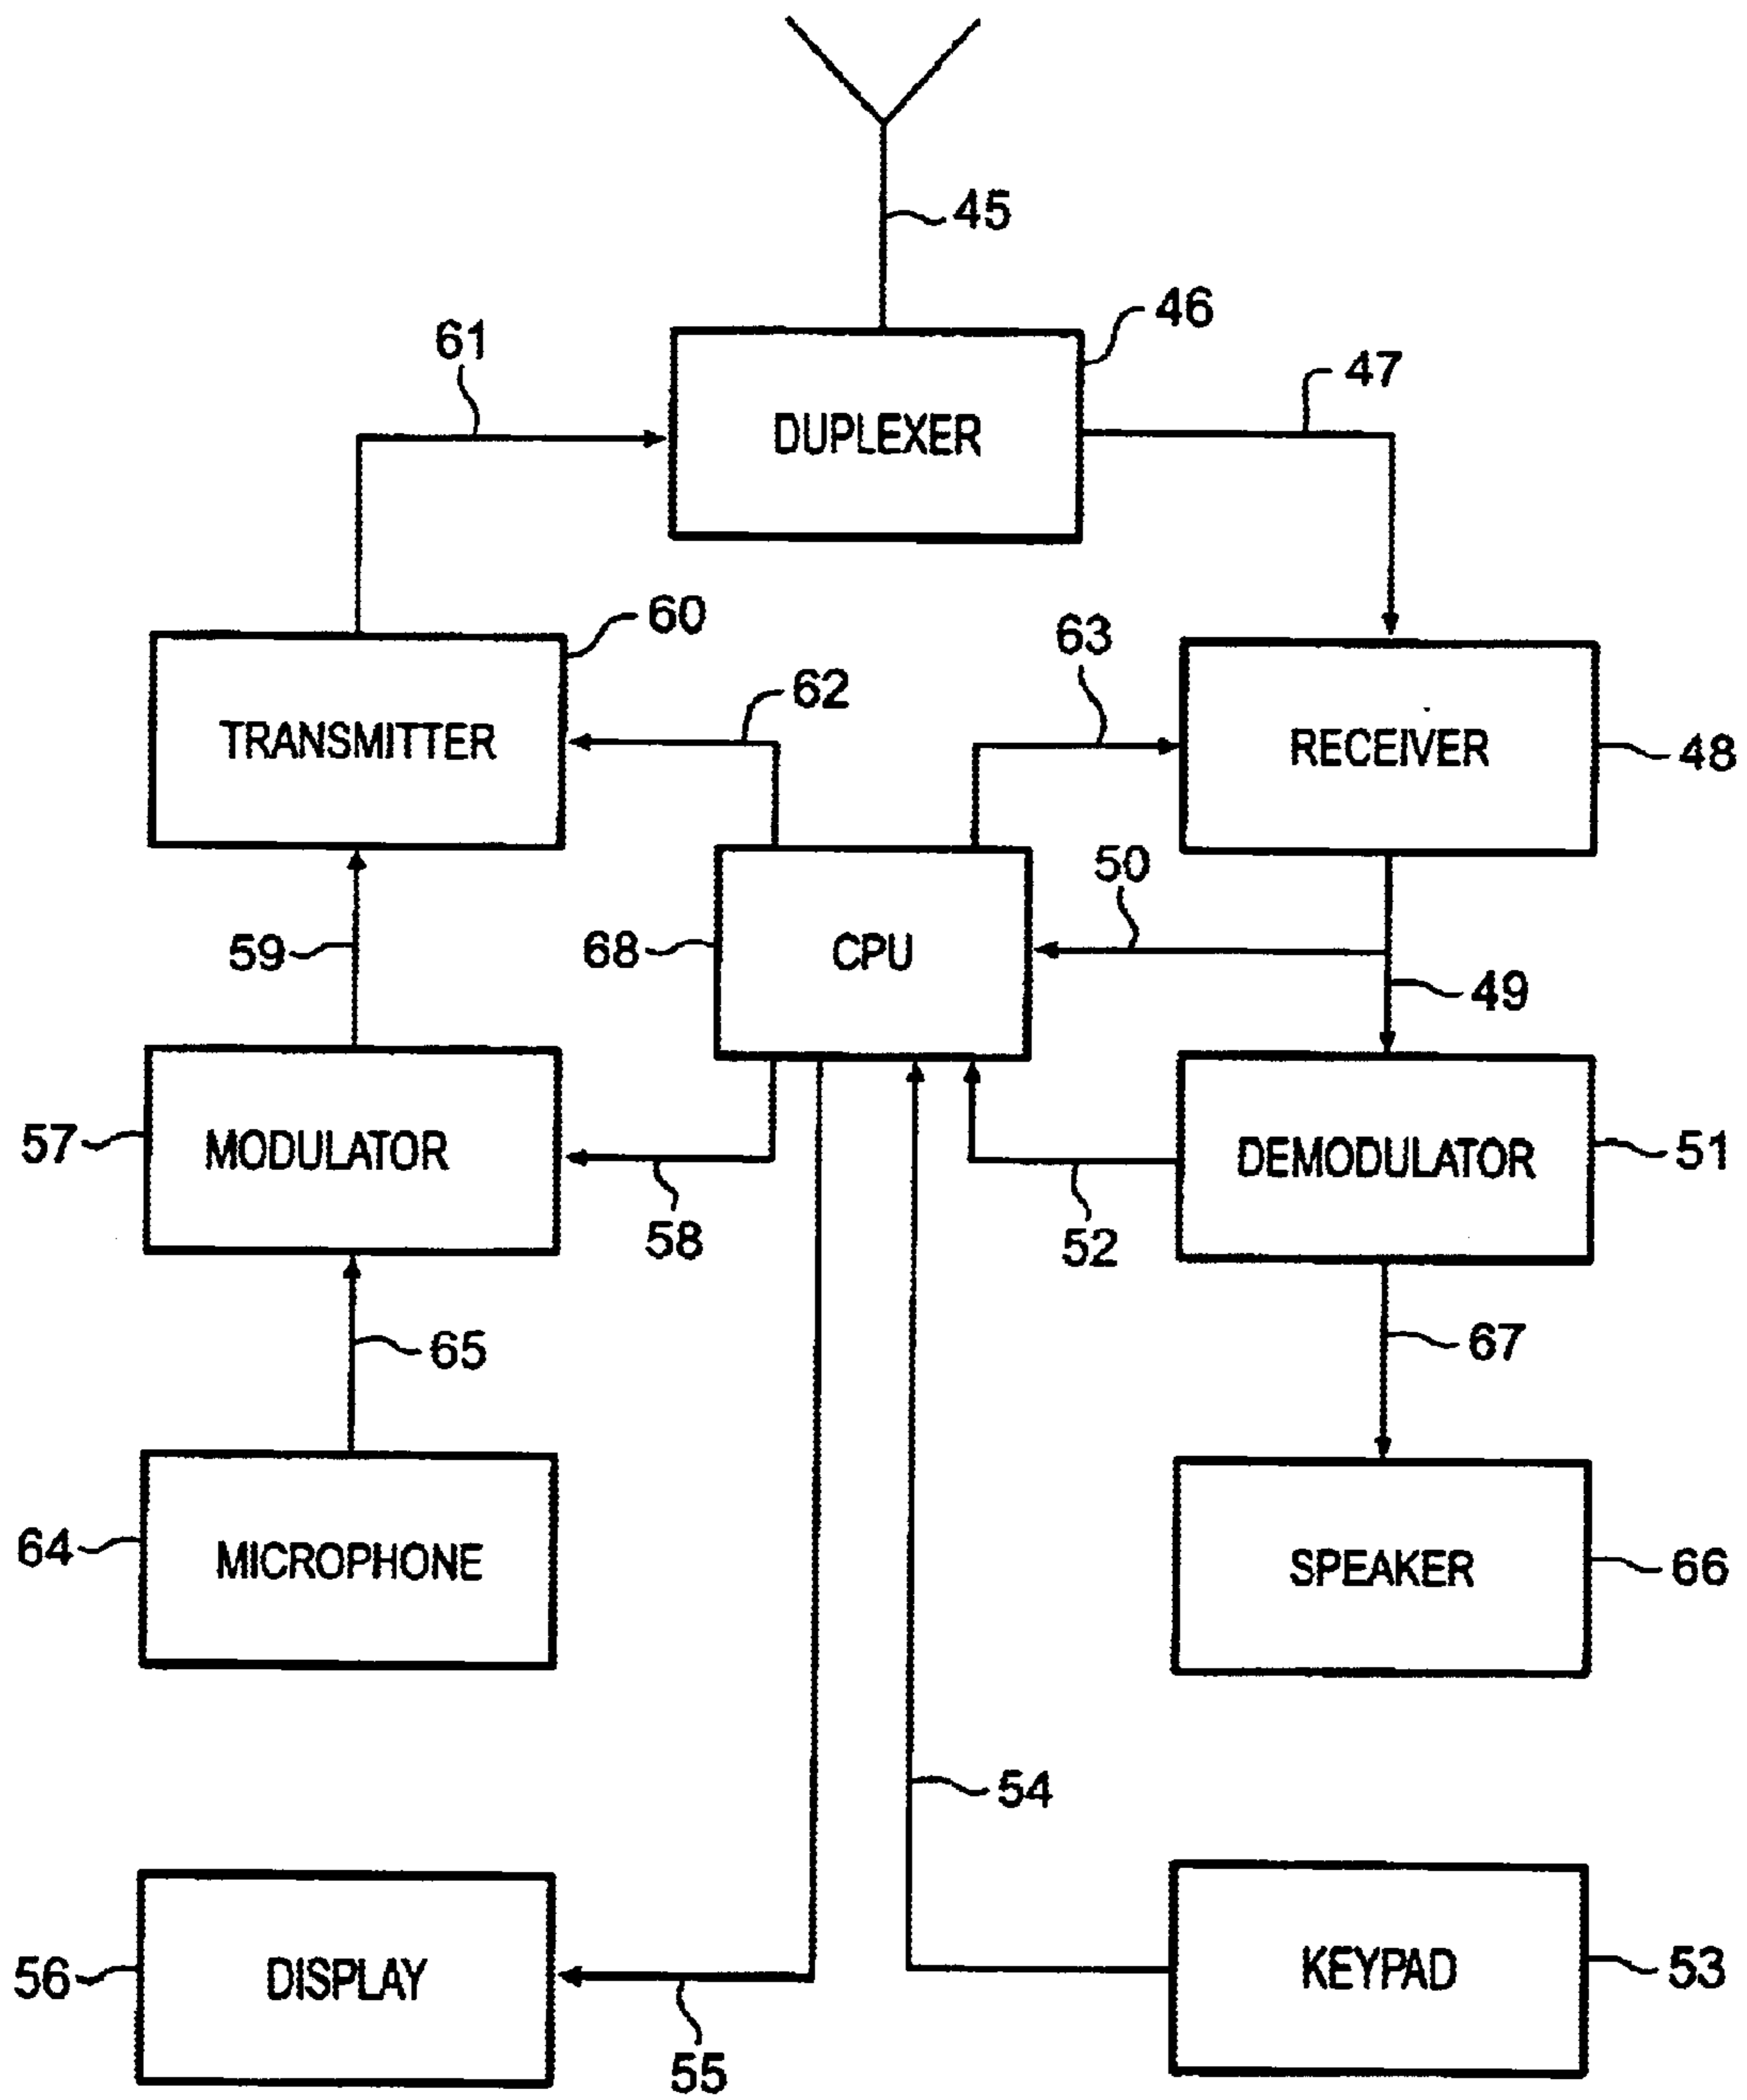 45
46
61
47
DUPLEXER
60
63
62
TRANSMITTER
RECEIVER
48
50
59
68
CPU
49
57
MODULATOR
DEMODULATOR
51
58
52
65
67
64
MICROPHONE
SPEAKER
66
54
56
DISPLAY
KEYPAD
53
55